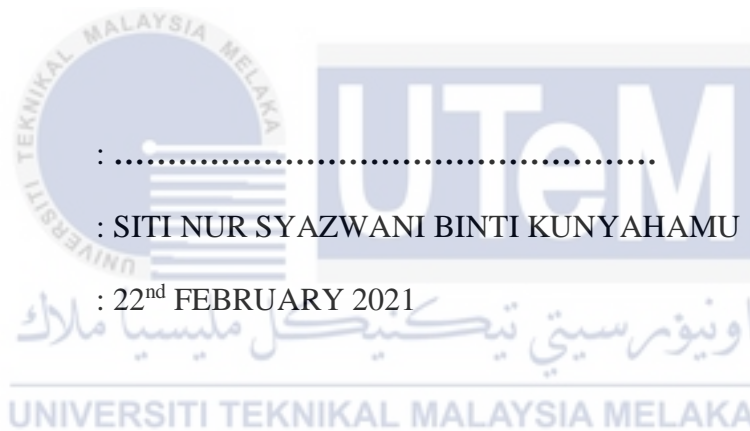 UNIVERSITI TEKNIKAL MALAYSIA MELAKA
UTeM
: ……………………………………………
: SITI NUR SYAZWANI BINTI KUNYAHAMU
: 22nd FEBRUARY 2021
اونيۏرسيتي تيكنيكل مليسيا ملاك
UNIVERSITI TEKNIKAL MALAYSIA MELAKA